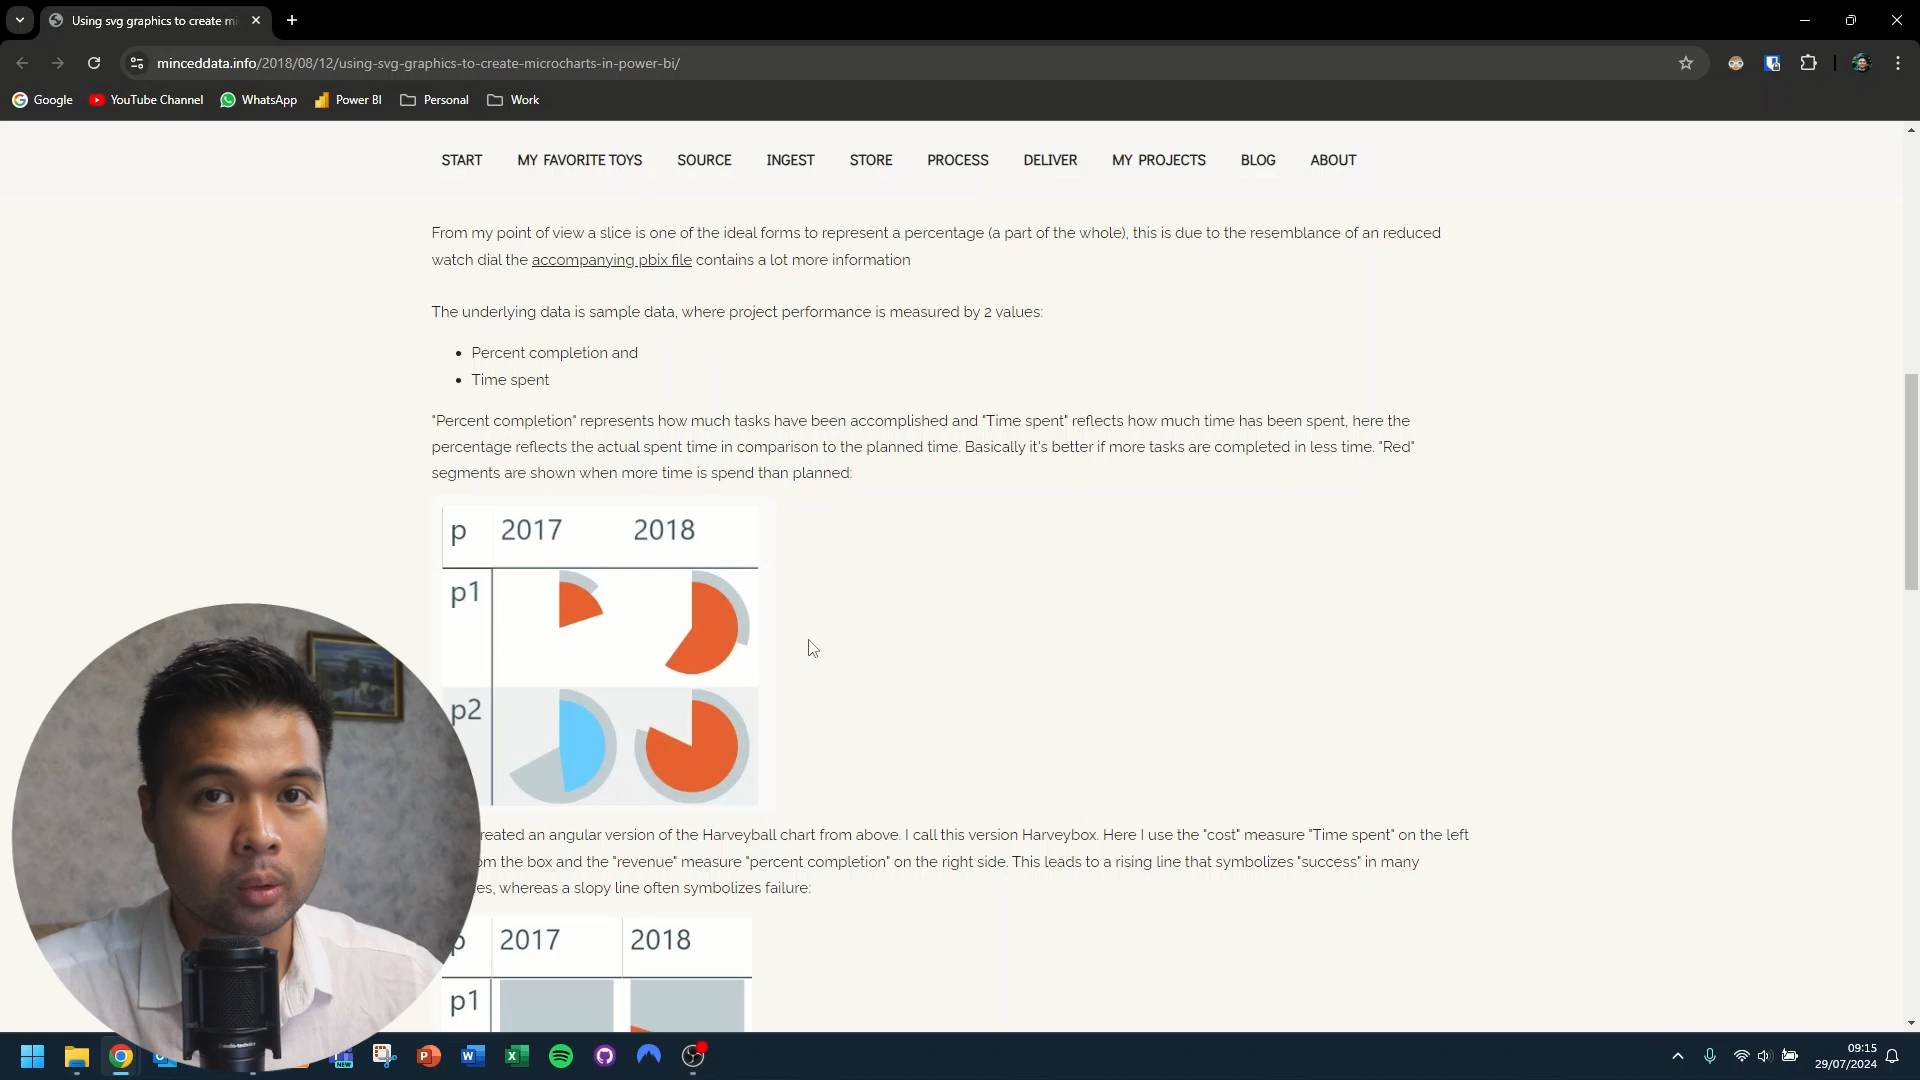 Using svg graphics to create mi
minceddata.info/2018/08/12/using-svg-graphics-to-create-microcharts-in-power-bi/
Google YouTube Channel WhatsApp Power BI Personal Work
START MY FAVORITE TOYS SOURCE INGEST STORE PROCESS DELIVER MY PROJECTS BLOG ABOUT
From my point of view a slice is one of the ideal forms to represent a percentage (a part of the whole), this is due to the resemblance of an reduced
watch dial the accompanying pbix file contains a lot more information
The underlying data is sample data, where project performance is measured by 2 values:
• Percent completion and
• Time spent
"Percent completion" represents how much tasks have been accomplished and "Time spent" reflects how much time has been spent, here the
percentage reflects the actual spent time in comparison to the planned time. Basically it's better if more tasks are completed in less time. "Red"
segments are shown when more time is spend than planned:
p 2017 2018
p1
p2
reated an angular version of the Harveyball chart from above. I call this version Harveybox. Here I use the "cost" measure "Time spent" on the left
om the box and the "revenue" measure "percent completion" on the right side. This leads to a rising line that symbolizes "success" in many
es, whereas a slopy line often symbolizes failure:
p 2017 2018
p1
NEW
09:15
29/07/2024
audio-technica